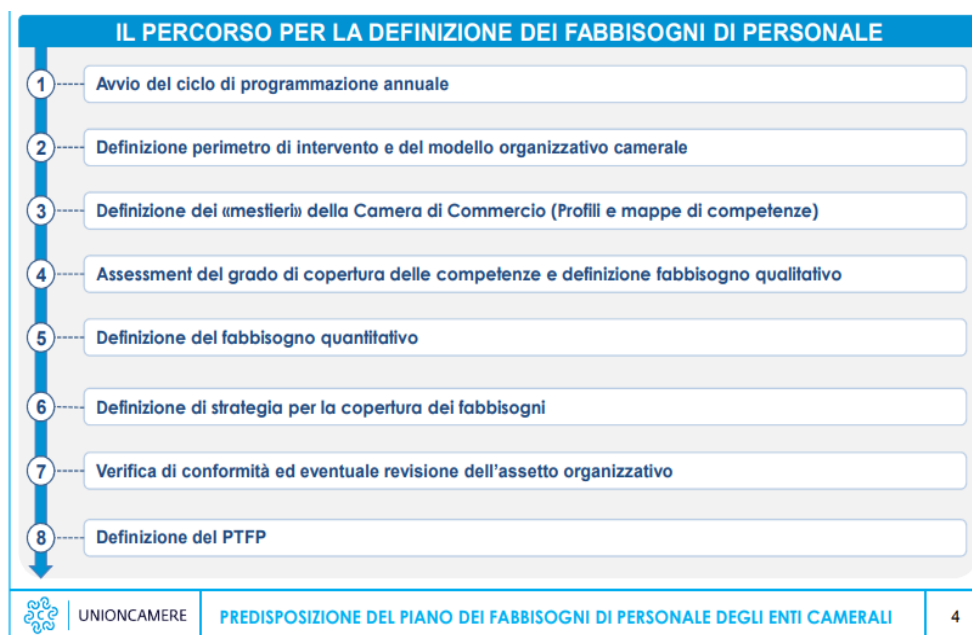 IL PERCORSO PER LA DEFINIZIONE DEI FABBISOGNI DI PERSONALE
1 Avvio del ciclo di programmazione annuale
2 Definizione perimetro di intervento e del modello organizzativo camerale
3 Definizione dei «mestieri» della Camera di Commercio (Profili e mappe di competenze)
4 Assessment del grado di copertura delle competenze e definizione fabbisogno qualitativo
5 Definizione del fabbisogno quantitativo
6 Definizione di strategia per la copertura dei fabbisogni
7 Verifica di conformità ed eventuale revisione dell'assetto organizzativo
8 Definizione del PTFP
UNIONCAMERE PREDISPOSIZIONE DEL PIANO DEI FABBISOGNI DI PERSONALE DEGLI ENTI CAMERALI 4